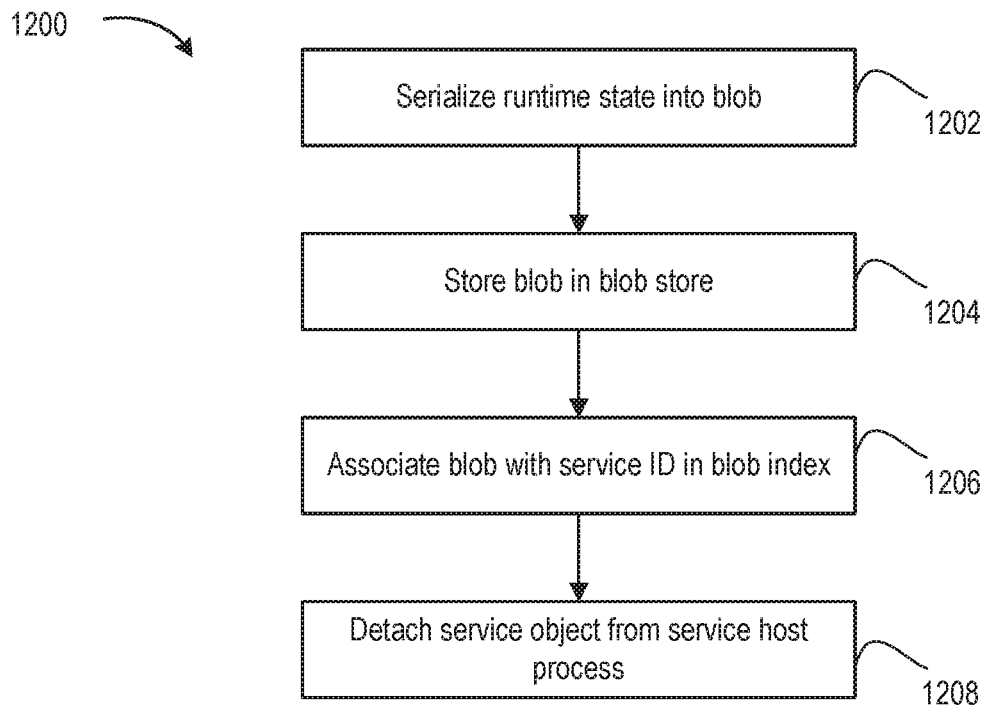 1200
Serialize runtime state into blob
1202
Store blob in blob store
1204
Associate blob with service ID in blob index
1206
Detach service object from service host
process
1208